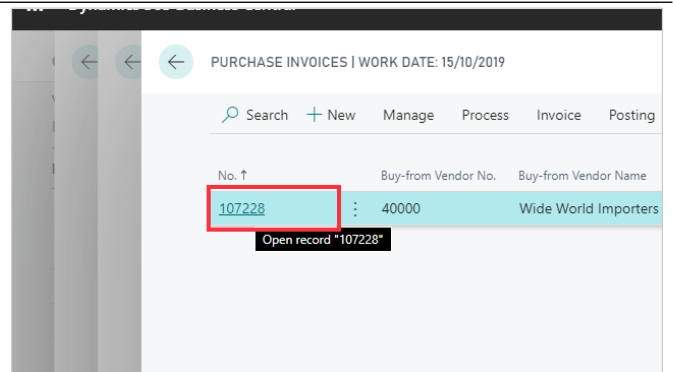 PURCHASE INVOICES | WORK DATE: 15/10/2019
Search + New Manage Process Invoice Posting
No. ↑ Buy-from Vendor No. Buy-from Vendor Name
107228 40000 Wide World Importers
Open record "107228"